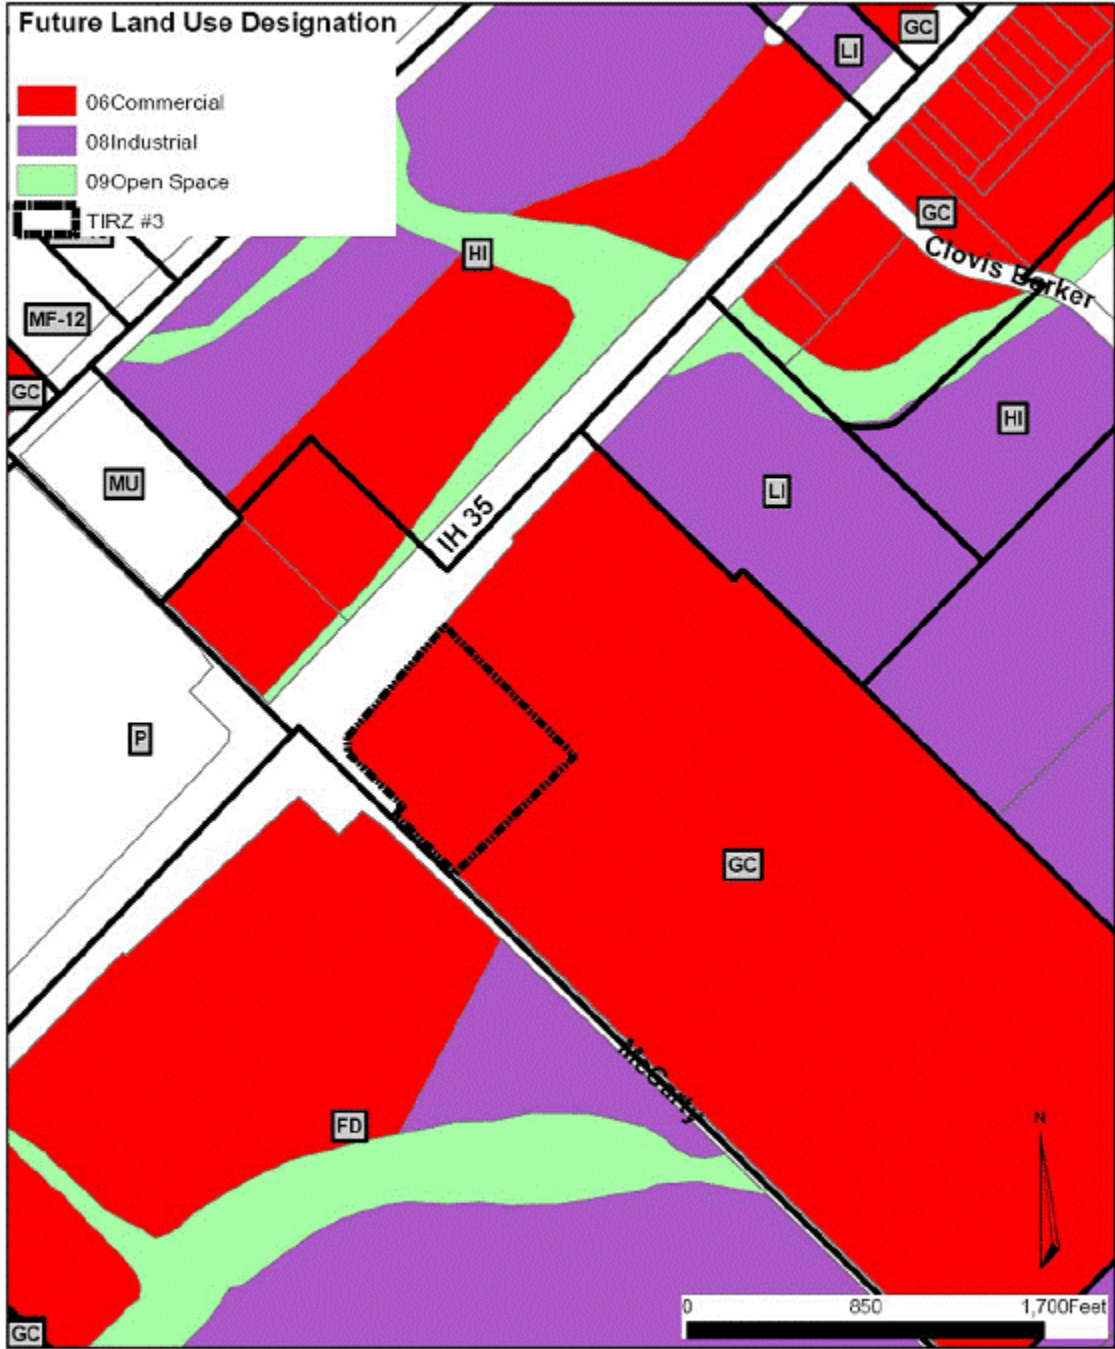 Future Land Use Designation
06Commercial
08Industrial
09Open Space
TIRZ #3
GC
LI
GC
Clovis Barker
HI
MF-12
GC
HI
MU
LI
IH 35
P
GC
McCarty
FD
N
GC
0 850 1,700Feet